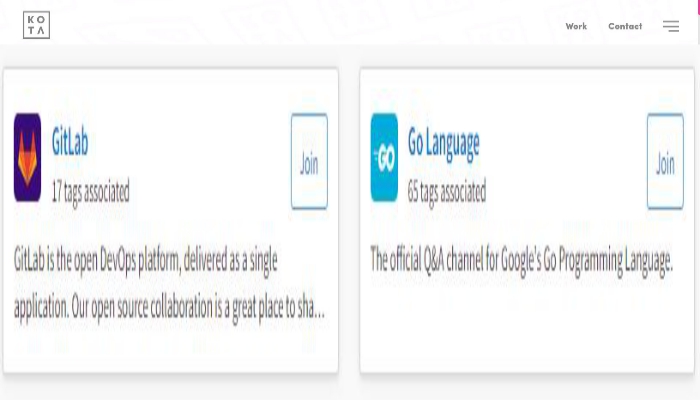 KO
TA
Work
Contact
GitLab
17 tags associated
Join
GitLab is the open DevOps platform, delivered as a single
application. Our open source collaboration is a great place to sha...
GO
Go Language
65 tags associated
Join
The official Q&A channel for Google's Go Programming Language.